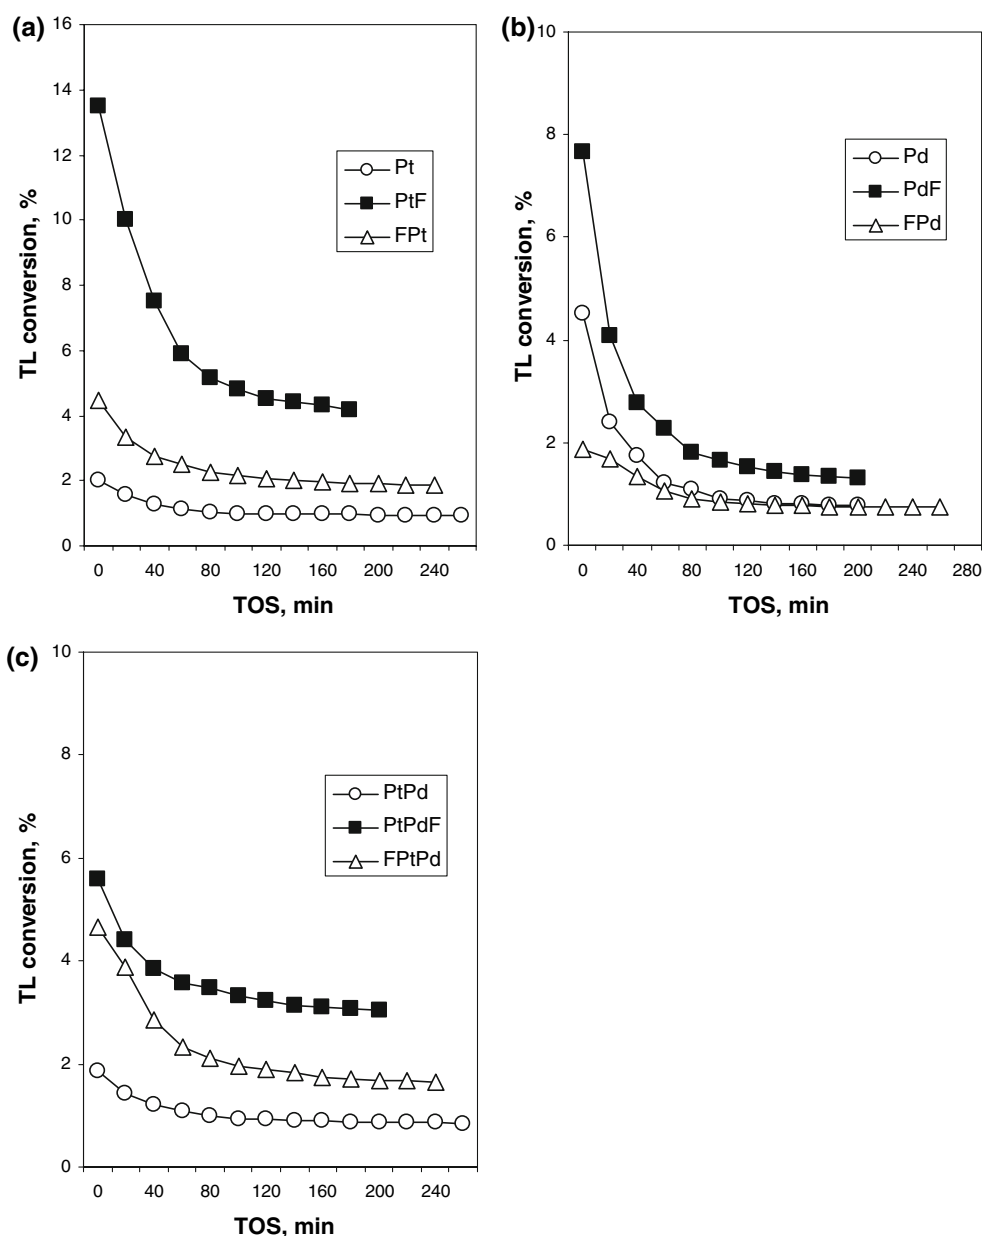 (a)
16
14
12
10
8
6
4
2
0
TL conversion, %
Pt
PtF
FPt
0 40 80 120 160 200 240
TOS, min
(b)
10
8
6
4
2
0
TL conversion, %
Pd
PdF
FPd
0 40 80 120 160 200 240 280
TOS, min
(c)
10
8
6
4
2
0
TL conversion, %
PtPd
PtPdF
FPtPd
0 40 80 120 160 200 240
TOS, min